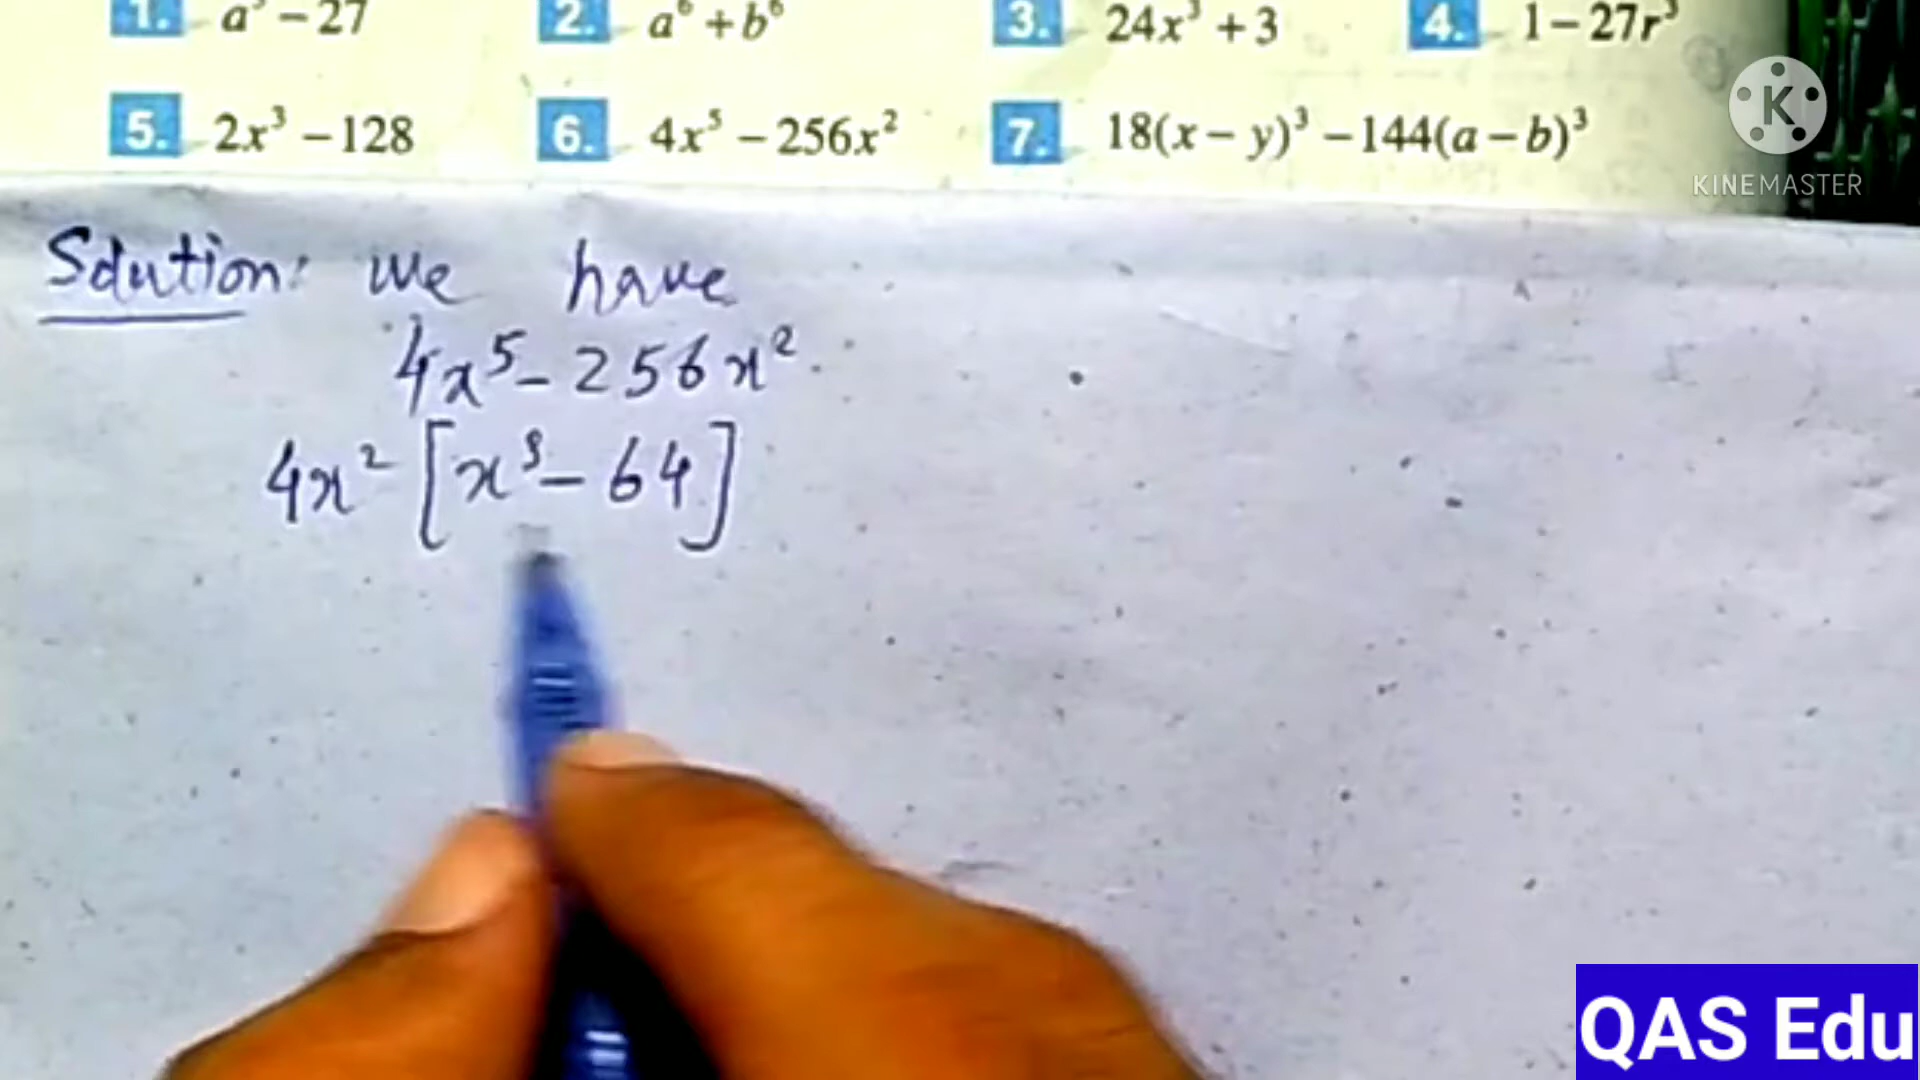 1. a³ − 27 2. a⁶ + b⁶ 3. 24x³ + 3 4. 1 − 27r³
5. 2x³ − 128 6. 4x⁵ − 256x² 7. 18(x − y)³ − 144(a − b)³
K
KINEMASTER
Solution: we have
4x⁵ − 256x²
4x² [x³ − 64]
QAS Edu